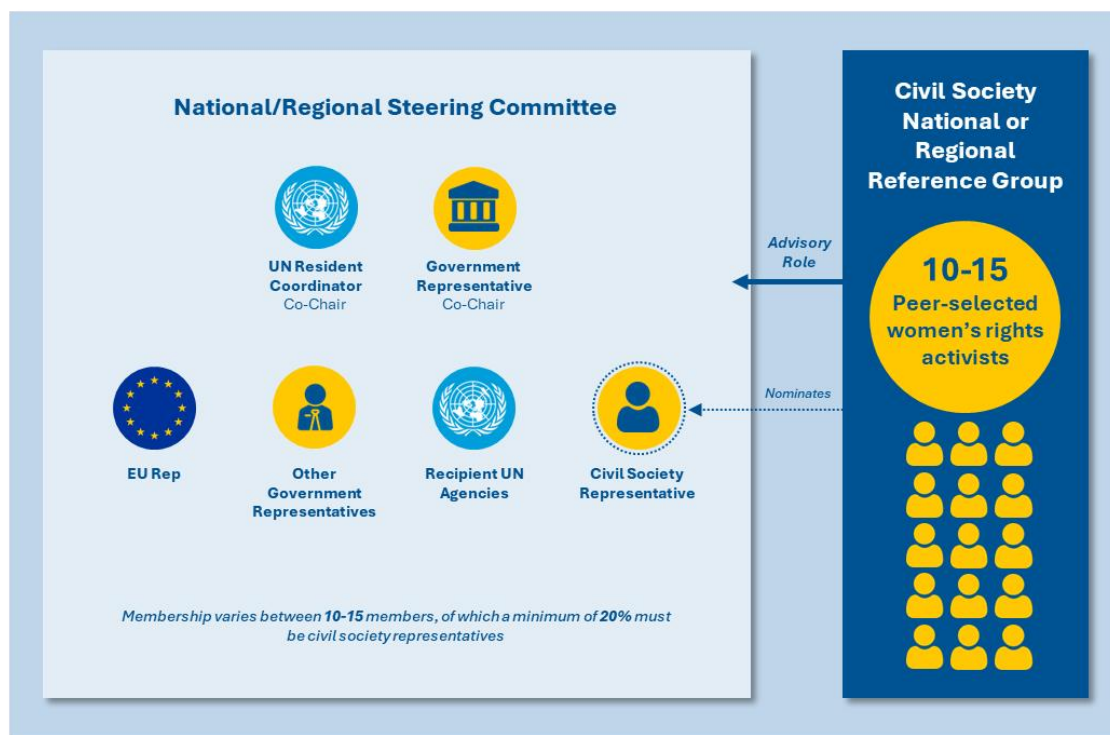 National/Regional Steering Committee
UN Resident
Coordinator
Co-Chair
Government
Representative
Co-Chair
EU Rep
Other
Government
Representatives
Recipient UN
Agencies
Civil Society
Representative
Membership varies between 10-15 members, of which a minimum of 20% must
be civil society representatives
Advisory
Role
Nominates
Civil Society
National or
Regional
Reference Group
10-15
Peer-selected
women’s rights
activists